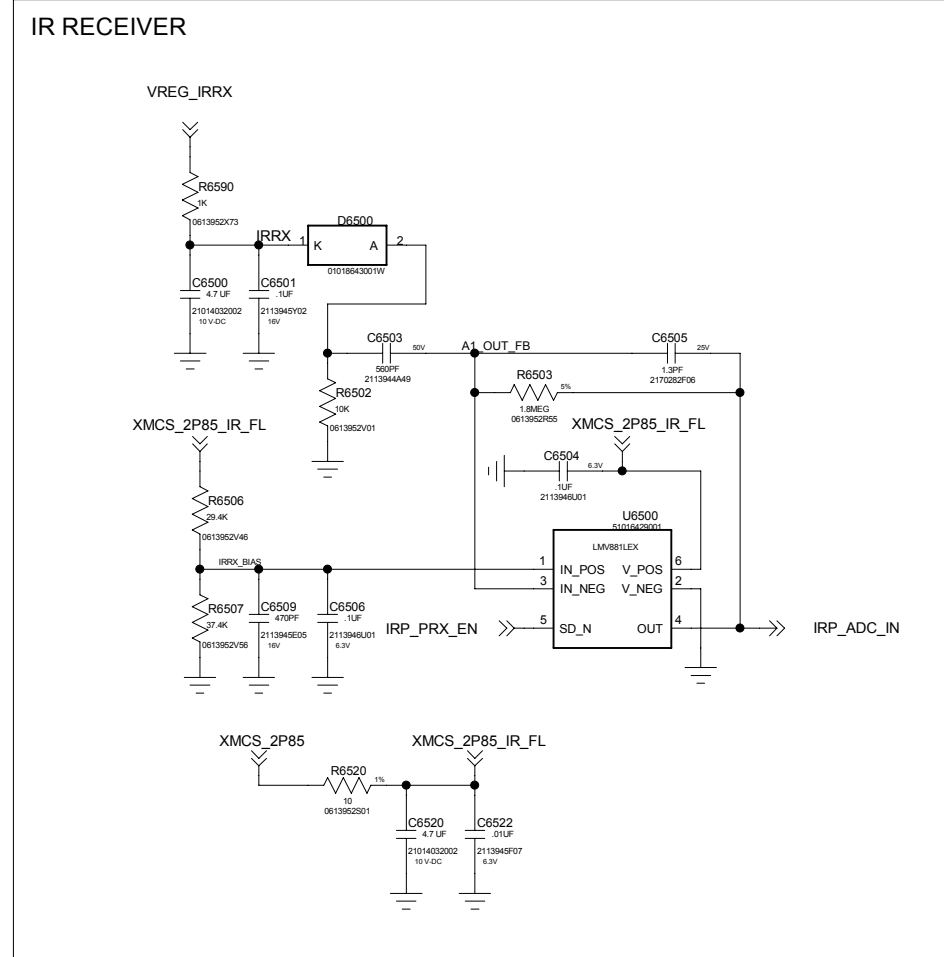 IR RECEIVER
VREG_IRRX
R6590
1K
0613952X73
IRRX
1
K
D6500
A
2
01018643001W
C6500
4.7 UF
21014032002
10 V-DC
C6501
.1UF
2113945Y02
16V
C6503
50V
560PF
2113944A49
A1_OUT_FB
C6505
25V
1.3PF
2170282F06
R6502
10K
0613952V01
R6503
5%
1.8MEG
0613952R55
XMCS_2P85_IR_FL
XMCS_2P85_IR_FL
C6504
6.3V
.1UF
2113946U01
R6506
29.4K
0613952V46
U6500
51016429001
LMV881LEX
IRRX_BIAS
1
IN_POS
V_POS
6
3
IN_NEG
V_NEG
2
R6507
37.4K
0613952V56
C6509
470PF
2113945E05
16V
C6506
.1UF
2113946U01
6.3V
IRP_PRX_EN
5
SD_N
OUT
4
IRP_ADC_IN
XMCS_2P85
XMCS_2P85_IR_FL
R6520
1%
10
0613952S01
C6520
4.7 UF
21014032002
10 V-DC
C6522
.01UF
2113945F07
6.3V